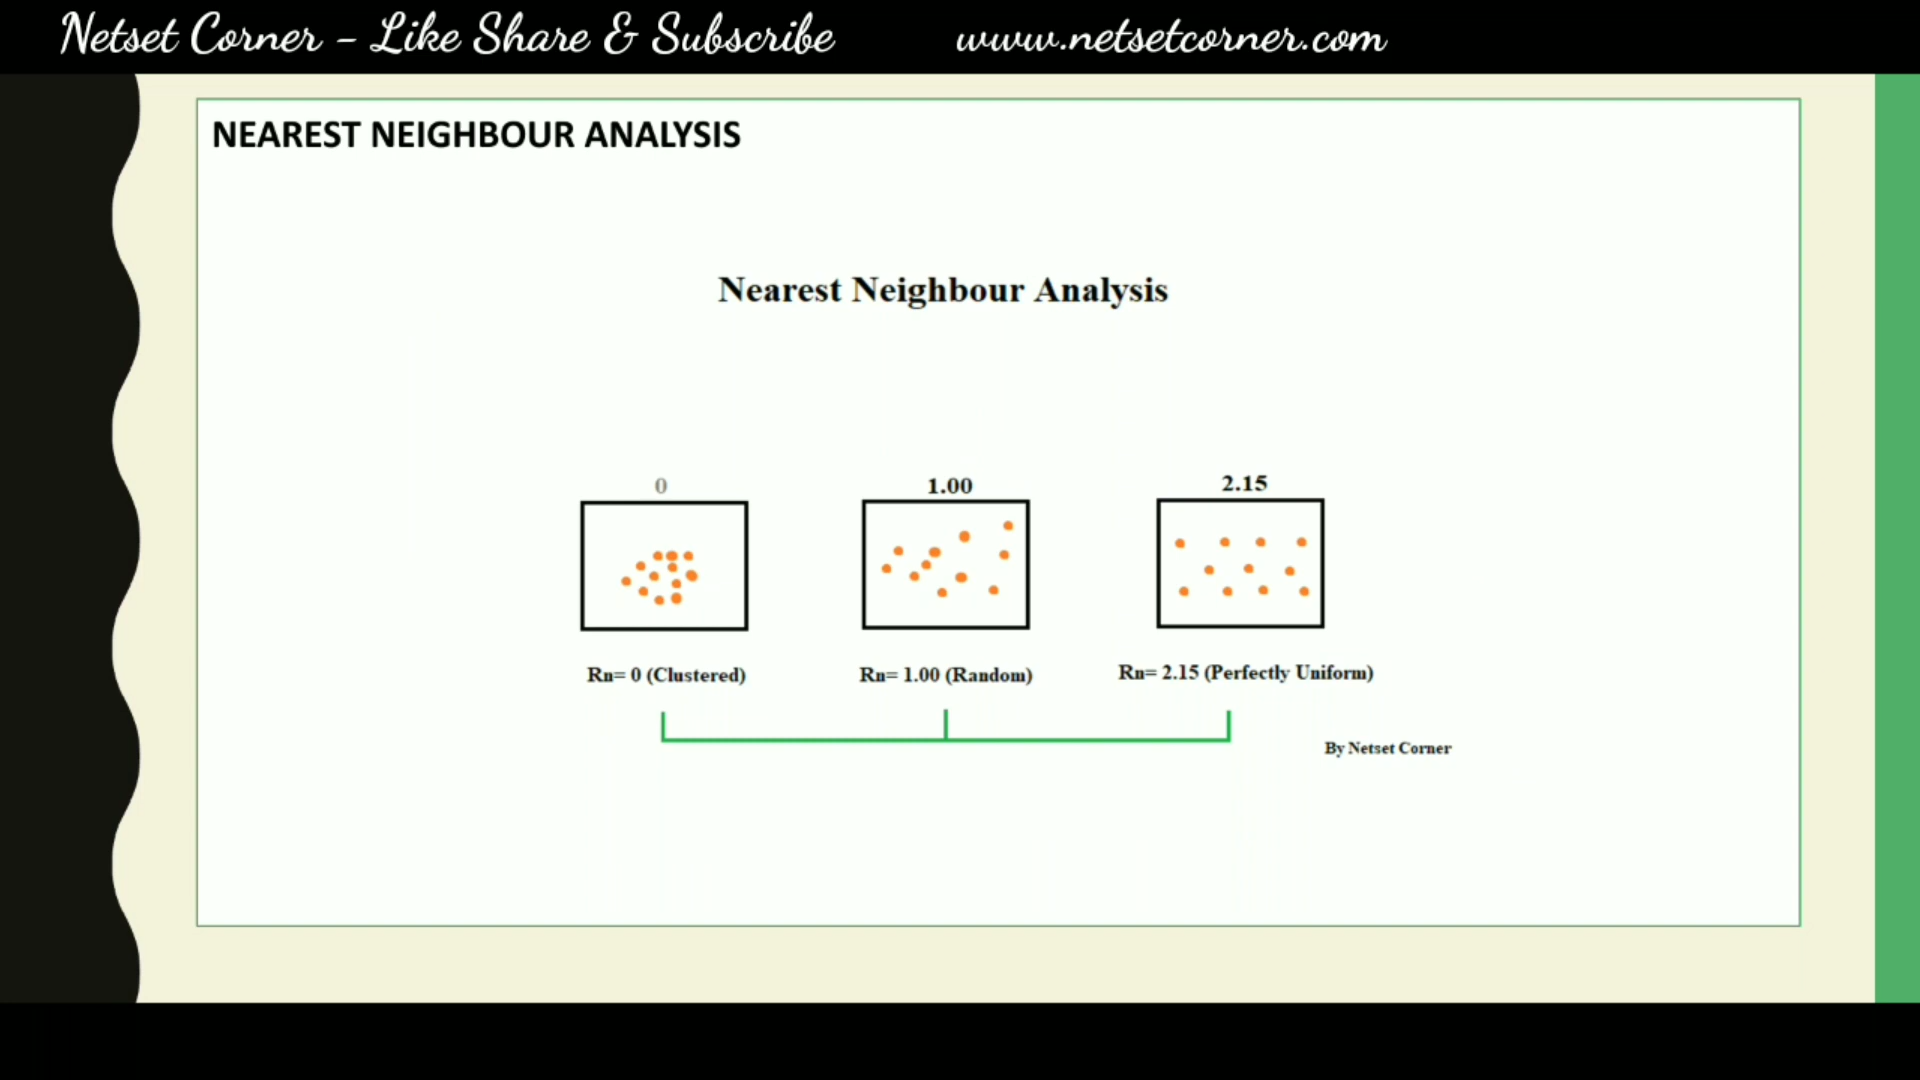 Netset Corner - Like Share & Subscribe www.netsetcorner.com
NEAREST NEIGHBOUR ANALYSIS
Nearest Neighbour Analysis
0 1.00 2.15
Rn= 0 (Clustered) Rn= 1.00 (Random) Rn= 2.15 (Perfectly Uniform)
By Netset Corner